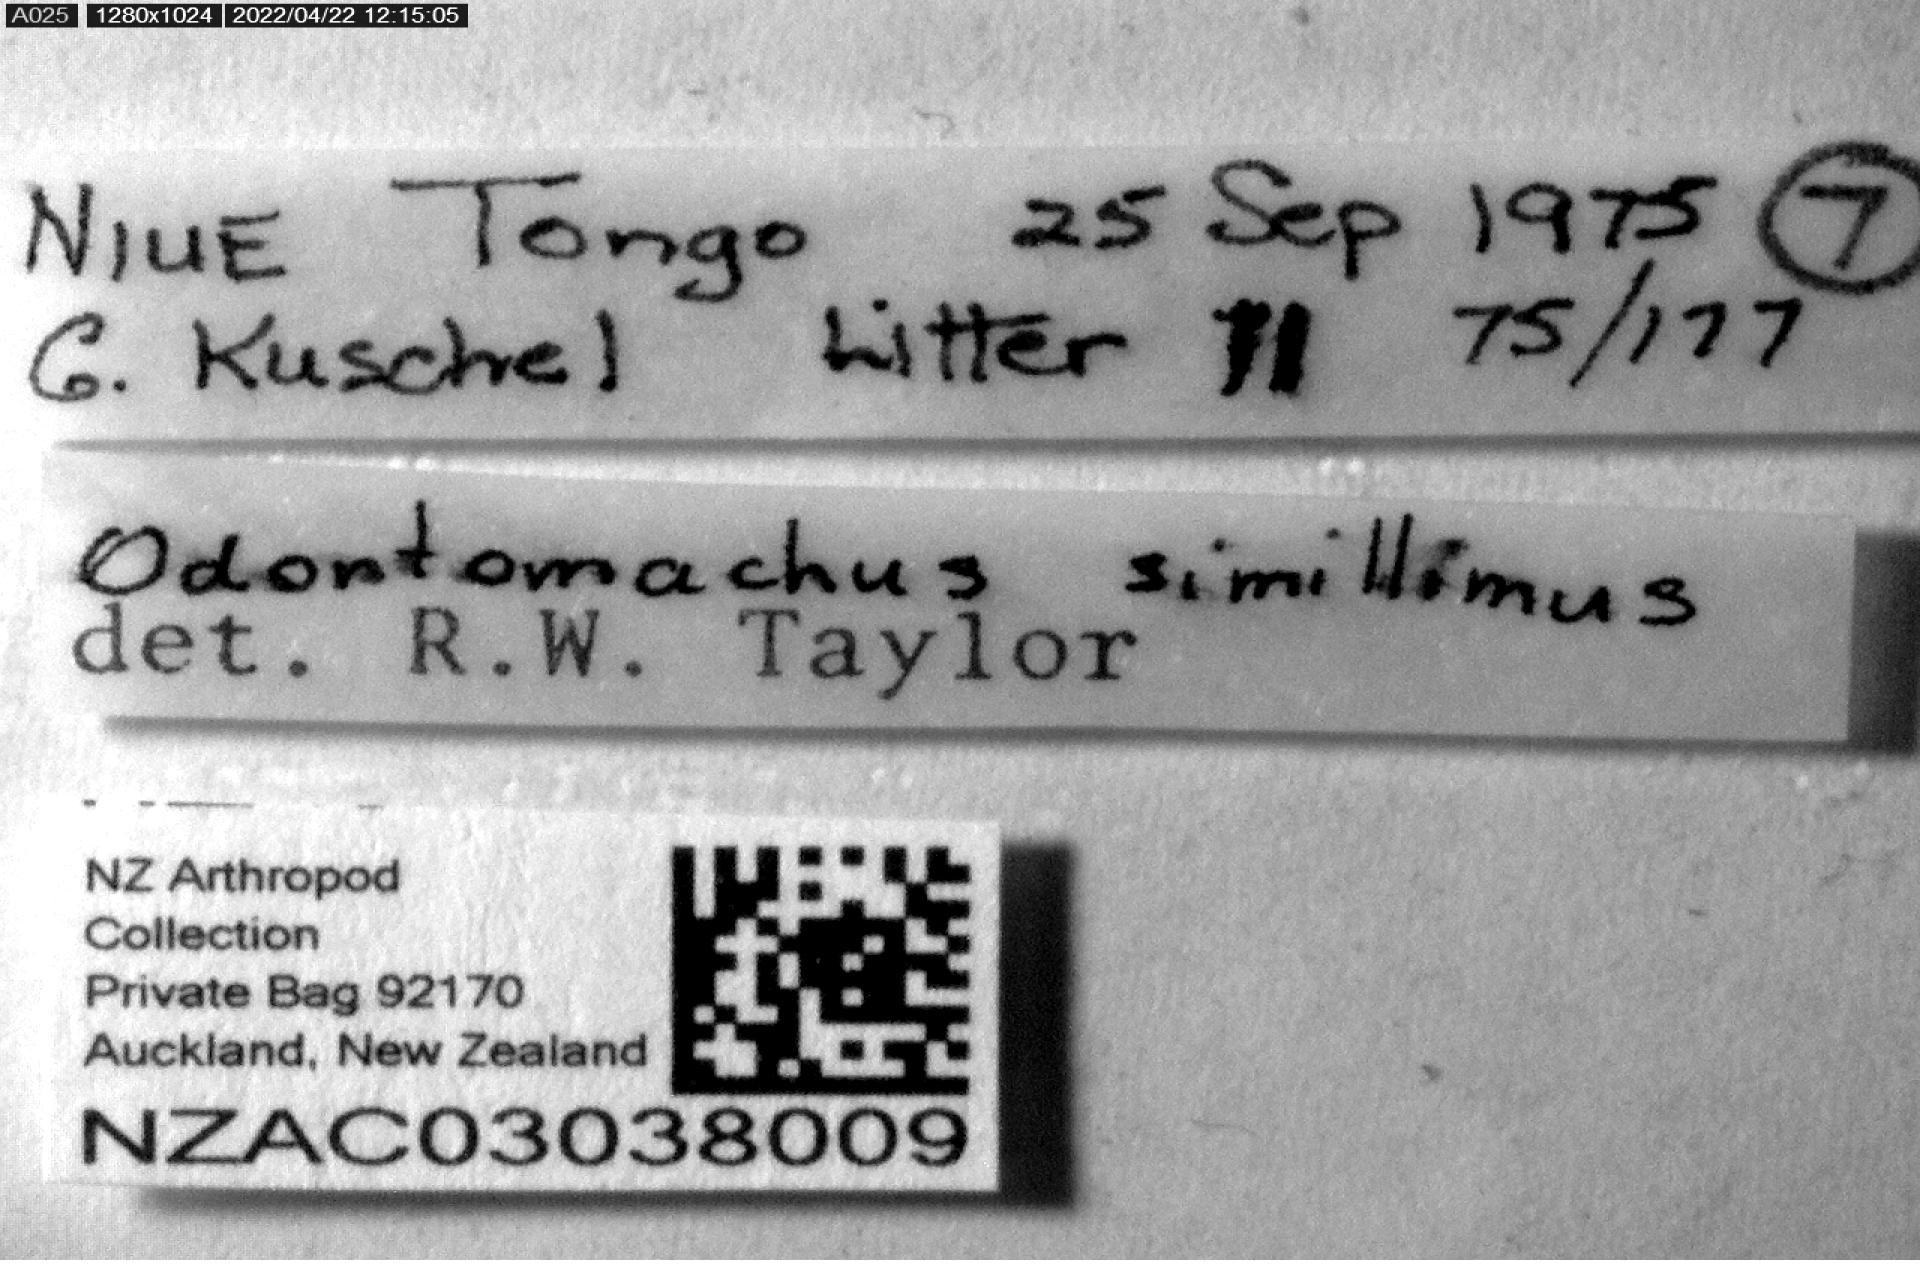 A025 1280x1024 2022/04/22 12:15:05
NIUE Tongo 25 Sep 1975 7
G. Kuschel Litter 75/177
Odontomachus simillimus
det. R.W. Taylor
NZ Arthropod
Collection
Private Bag 92170
Auckland, New Zealand
NZAC03038009